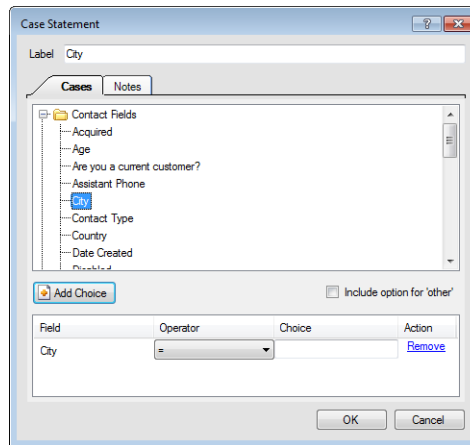 Case Statement
Label City
Cases Notes
Contact Fields
Acquired
Age
Are you a current customer?
Assistant Phone
City
Contact Type
Country
Date Created
Disabled
Add Choice Include option for 'other'
Field Operator Choice Action
City = Remove
OK Cancel